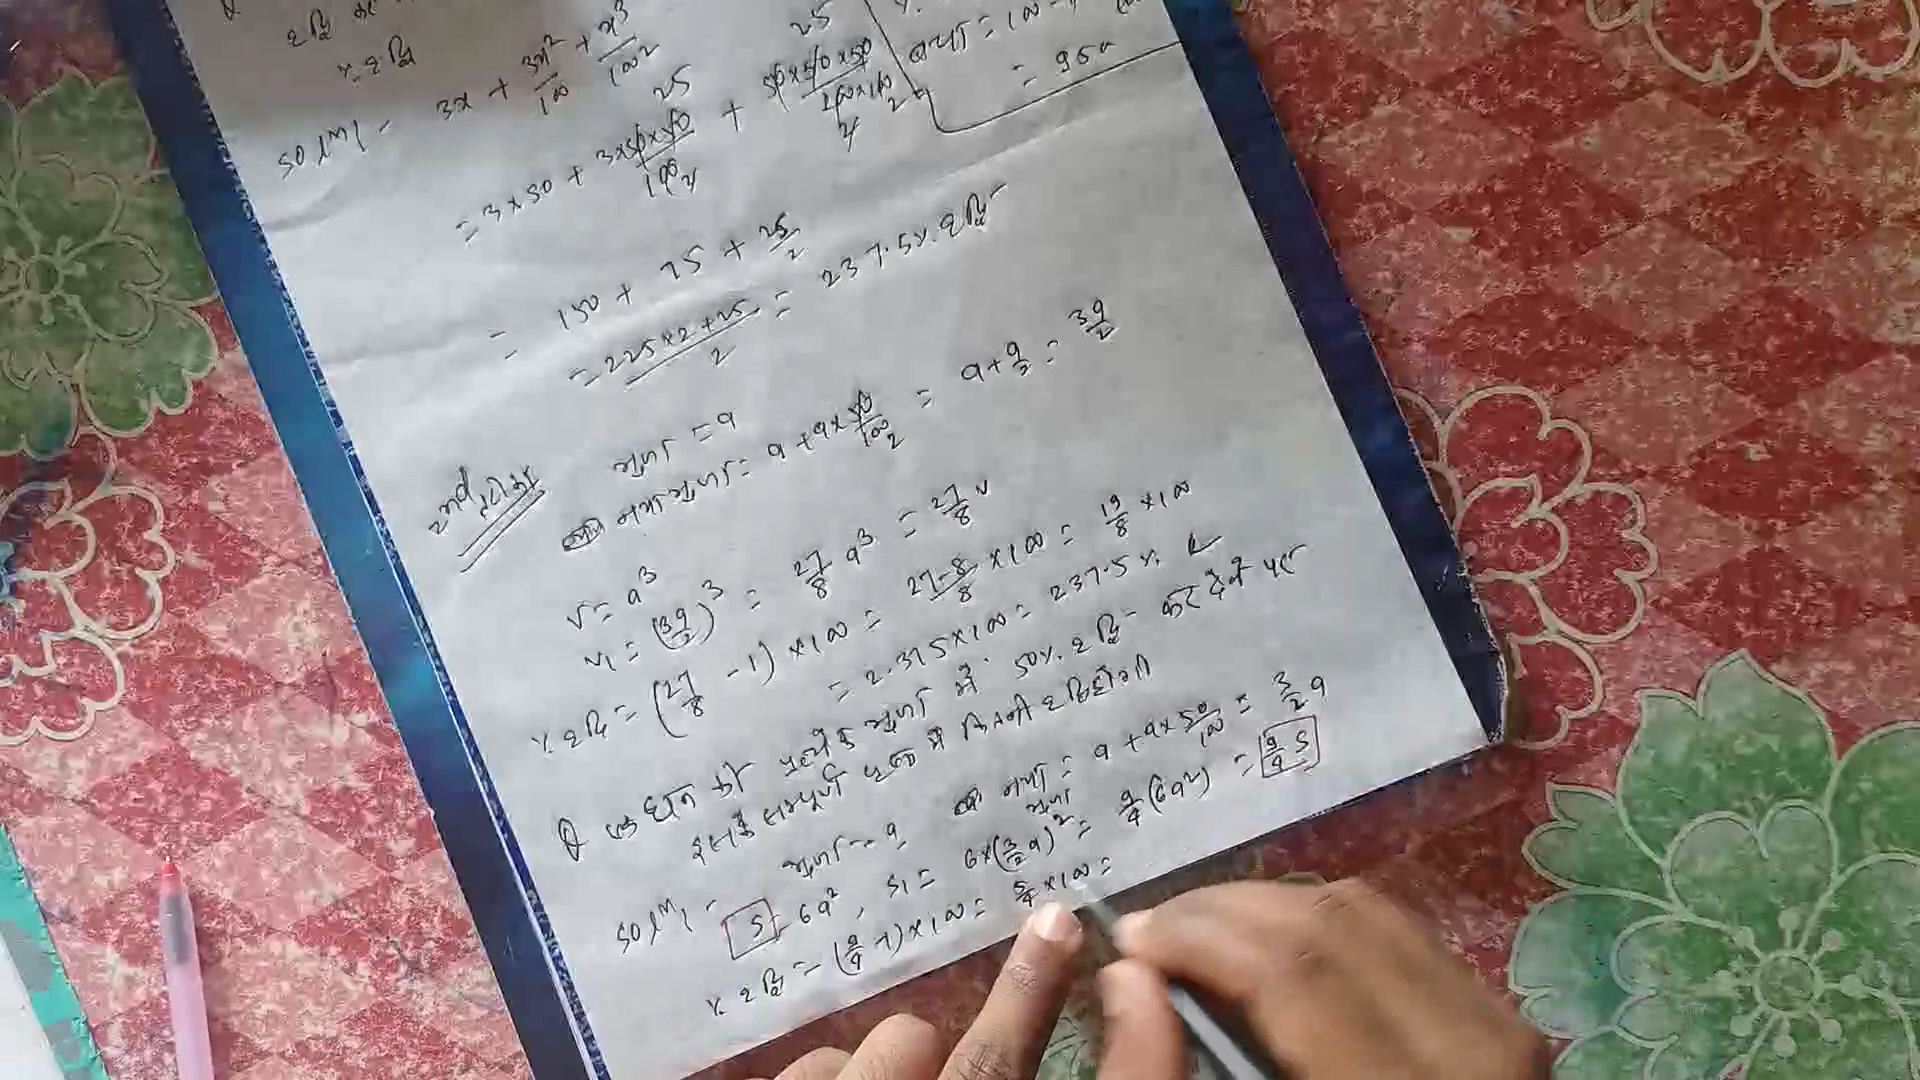 % वृद्धि
Solⁿ⁻ 3x + 3x²/100 + x³/100²
= 3×50 + 3×50×50/100 + 50×50×50/100×100
= 150 + 75 + 25/2
= 225×2+25/2 = 237.5% वृद्धि
भुजा = a
नया भुजा = a + a×50/100 = a + a/2 = 3a/2
V = a³
V₁ = (3a/2)³ = 27/8 a³ = 27/8 V
% वृद्धि = (27/8 - 1) × 100 = 27-8/8 × 100 = 19/8 × 100
= 2.375×100 = 237.5%
Q एक घन की प्रत्येक भुजा में 50% वृद्धि कर देने पर
इसके सम्पूर्ण पृष्ठ में कितनी वृद्धि होगी
Solⁿ⁻ भुजा = a नया भुजा = a + a×50/100 = 3/2 a
S = 6a², S₁ = 6×(3/2 a)² = 9/4 (6a²) = 9/4 S
% वृद्धि = (9/4 - 1) × 100 = 5/4 × 100 =